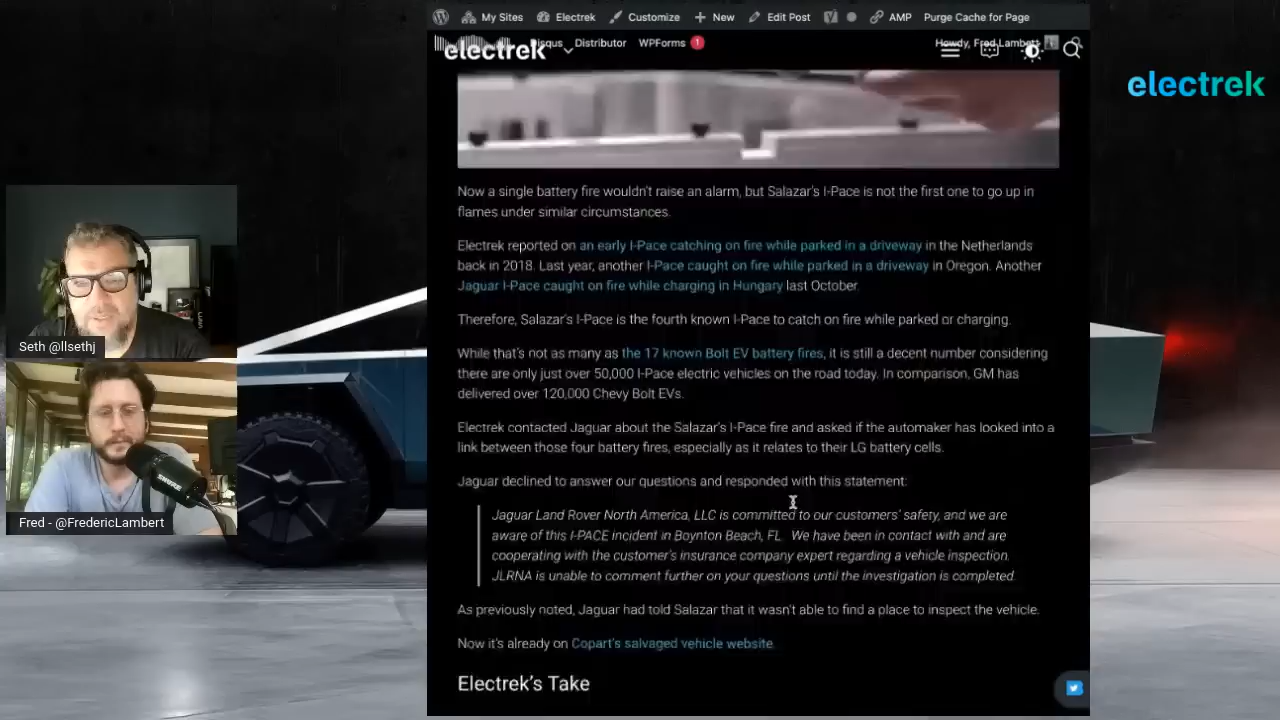 My Sites Electrek Customize New Edit Post AMP Purge Cache for Page
Disqus Distributor WPForms 1 Howdy, Fred Lambert
electrek
electrek
Now a single battery fire wouldn't raise an alarm, but Salazar's I-Pace is not the first one to go up in
flames under similar circumstances.
Electrek reported on an early I-Pace catching on fire while parked in a driveway in the Netherlands
back in 2018. Last year, another I-Pace caught on fire while parked in a driveway in Oregon. Another
Jaguar I-Pace caught on fire while charging in Hungary last October.
Therefore, Salazar's I-Pace is the fourth known I-Pace to catch on fire while parked or charging.
While that's not as many as the 17 known Bolt EV battery fires, it is still a decent number considering
there are only just over 50,000 I-Pace electric vehicles on the road today. In comparison, GM has
delivered over 120,000 Chevy Bolt EVs.
Electrek contacted Jaguar about the Salazar's I-Pace fire and asked if the automaker has looked into a
link between those four battery fires, especially as it relates to their LG battery cells.
Jaguar declined to answer our questions and responded with this statement:
Jaguar Land Rover North America, LLC is committed to our customers' safety, and we are
aware of this I-PACE incident in Boynton Beach, FL. We have been in contact with and are
cooperating with the customer's insurance company expert regarding a vehicle inspection.
JLRNA is unable to comment further on your questions until the investigation is completed.
As previously noted, Jaguar had told Salazar that it wasn't able to find a place to inspect the vehicle.
Now it's already on Copart's salvaged vehicle website.
Electrek's Take
Seth @llsethj
Fred - @FredericLambert
SHURE